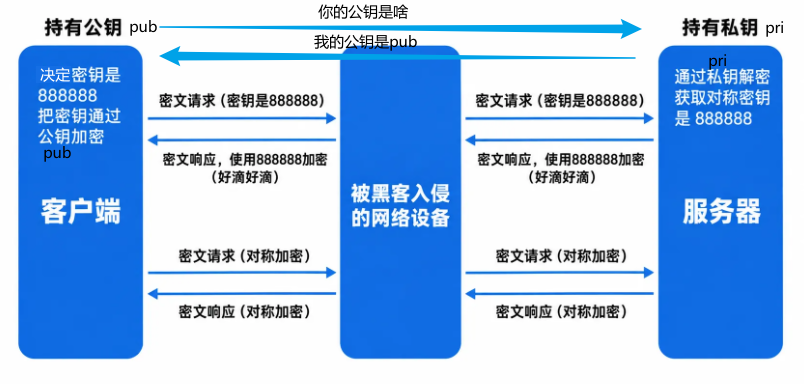 你的公钥是啥
持有公钥 pub
持有私钥 pri
我的公钥是pub
决定密钥是
888888
把密钥通过
公钥加密
pub
客户端
密文请求（密钥是888888）
密文响应，使用888888加密
（好滴好滴）
密文请求（对称加密）
密文响应（对称加密）
被黑客入侵
的网络设备
密文请求（密钥是888888）
密文响应，使用888888加密
（好滴好滴）
密文请求（对称加密）
密文响应（对称加密）
pri
通过私钥解密
获取对称密钥
是 888888
服务器